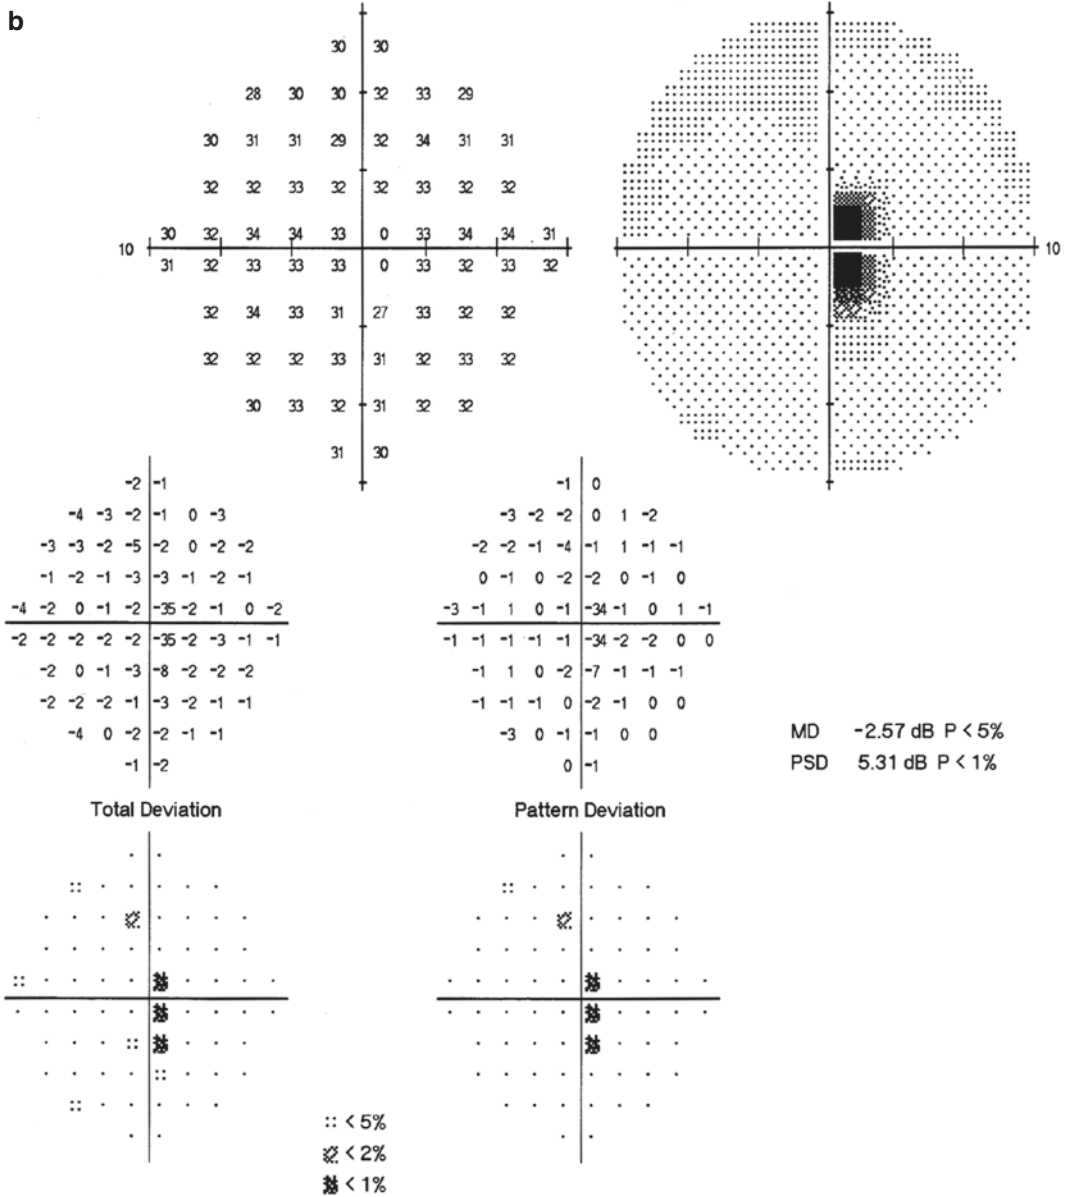 b
30 30
28 30 30 32 33 29
30 31 31 29 32 34 31 31
32 32 33 32 32 33 32 32
30 32 34 34 33 0 33 34 34 31
10 10
31 32 33 33 33 0 33 32 33 32
32 34 33 31 27 33 32 32
32 32 32 33 31 32 33 32
30 33 32 31 32 32
31 30
-2 -1
-4 -3 -2 -1 0 -3
-3 -3 -2 -5 -2 0 -2 -2
-1 -2 -1 -3 -3 -1 -2 -1
-4 -2 0 -1 -2 -35 -2 -1 0 -2
-2 -2 -2 -2 -2 -35 -2 -3 -1 -1
-2 0 -1 -3 -8 -2 -2 -2
-2 -2 -2 -1 -3 -2 -1 -1
-4 0 -2 -2 -1 -1
-1 -2
Total Deviation
-1 0
-3 -2 -2 0 1 -2
-2 -2 -1 -4 -1 1 -1 -1
0 -1 0 -2 -2 0 -1 0
-3 -1 1 0 -1 -34 -1 0 1 -1
-1 -1 -1 -1 -1 -34 -2 -2 0 0
-1 1 0 -2 -7 -1 -1 -1
-1 -1 -1 0 -2 -1 0 0
-3 0 -1 -1 0 0
0 -1
Pattern Deviation
MD -2.57 dB P < 5%
PSD 5.31 dB P < 1%
< 5%
< 2%
< 1%